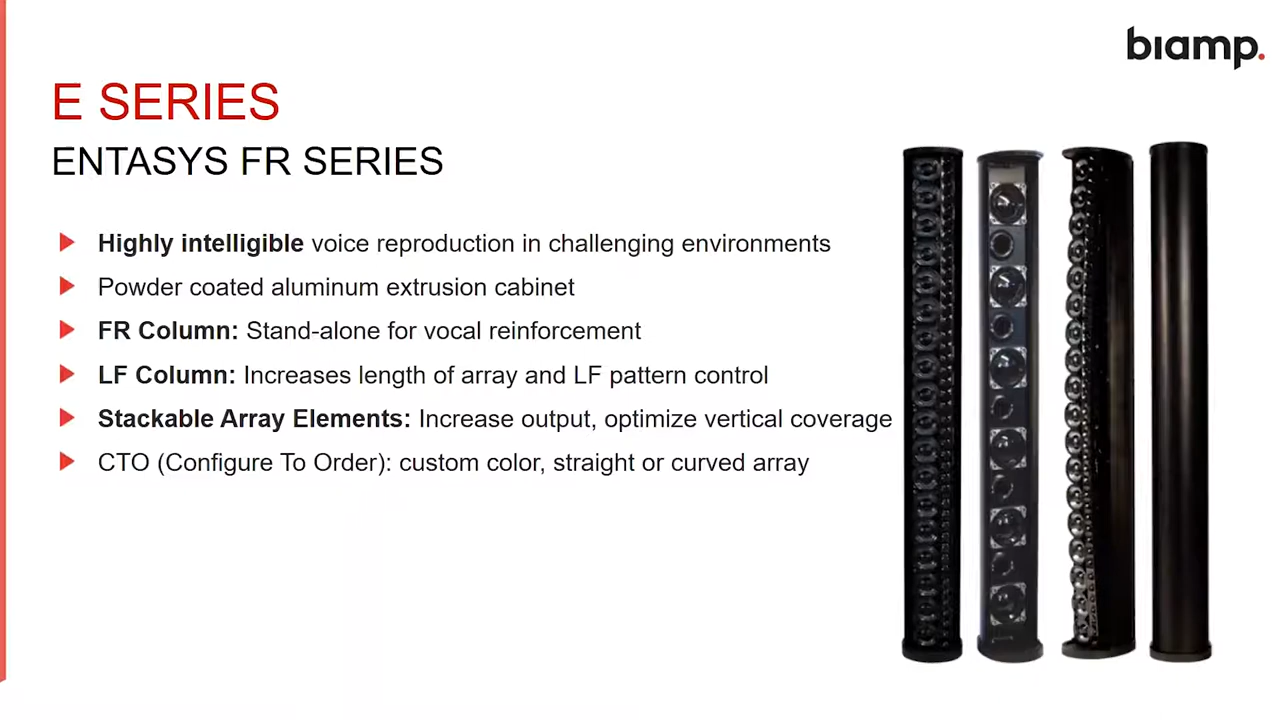 biamp.
E SERIES
ENTASYS FR SERIES
Highly intelligible voice reproduction in challenging environments
Powder coated aluminum extrusion cabinet
FR Column: Stand-alone for vocal reinforcement
LF Column: Increases length of array and LF pattern control
Stackable Array Elements: Increase output, optimize vertical coverage
CTO (Configure To Order): custom color, straight or curved array